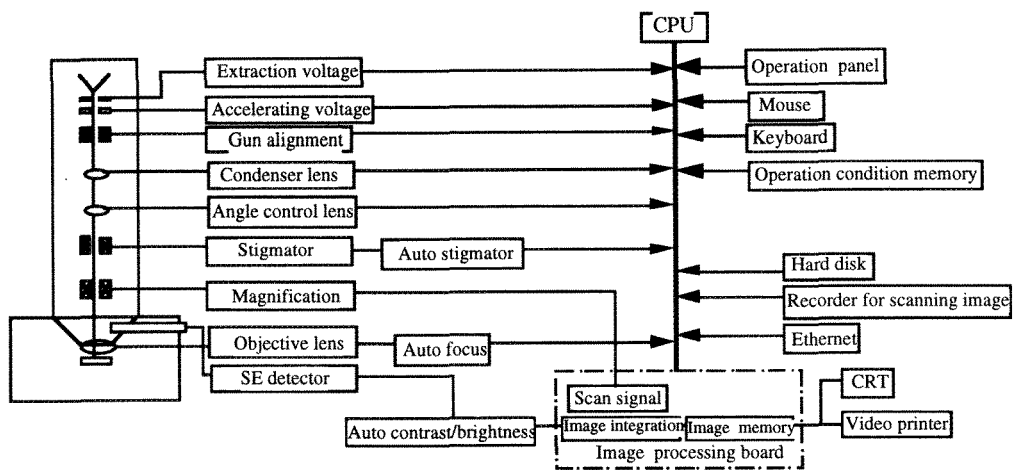 CPU
Extraction voltage
Operation panel
Accelerating voltage
Mouse
Gun alignment
Keyboard
Condenser lens
Operation condition memory
Angle control lens
Stigmator
Auto stigmator
Hard disk
Magnification
Recorder for scanning image
Objective lens
Auto focus
Ethernet
SE detector
CRT
Scan signal
Auto contrast/brightness
Image integration
Image memory
Video printer
Image processing board